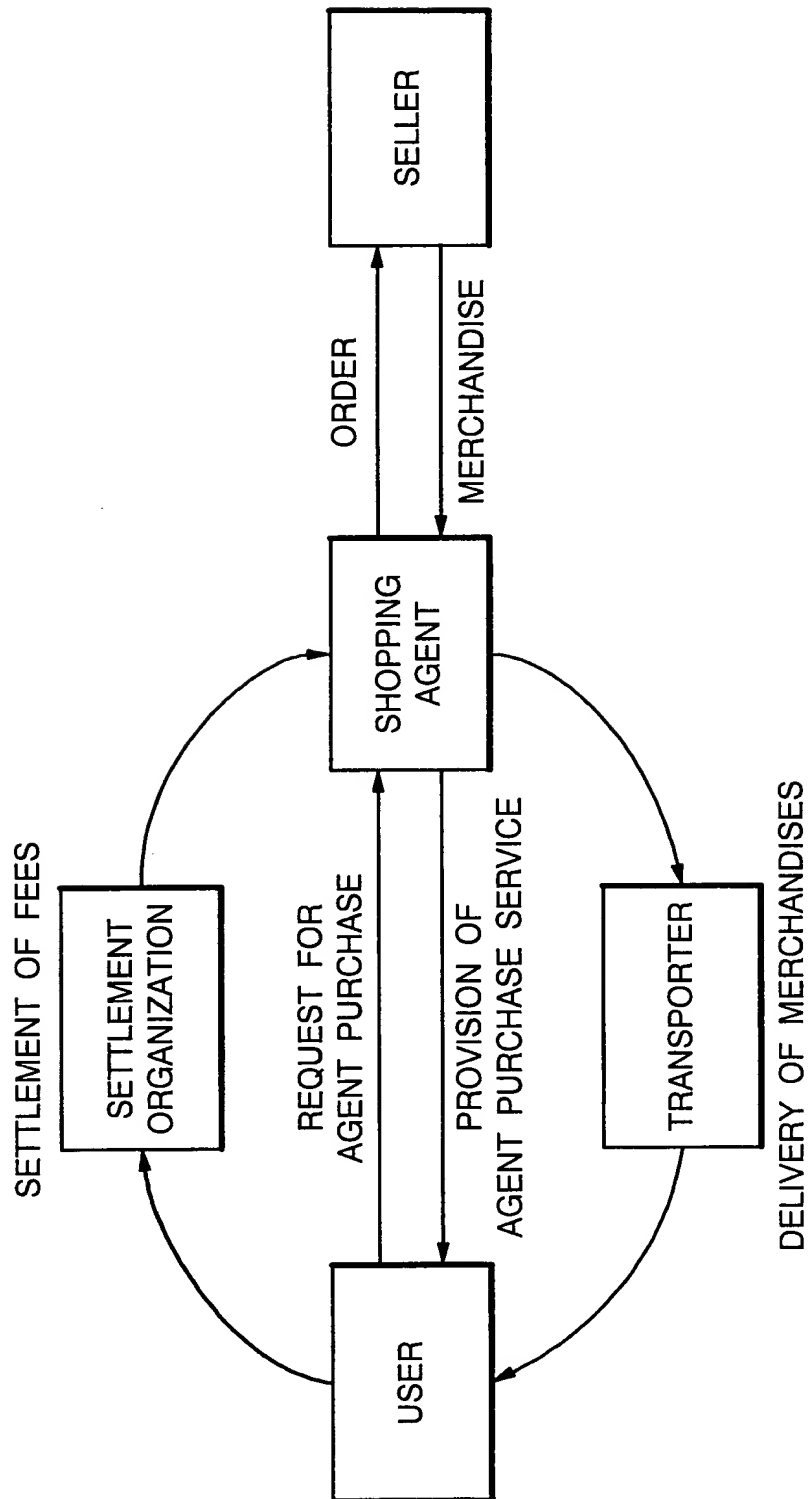 SETTLEMENT OF FEES
SETTLEMENT
ORGANIZATION
REQUEST FOR
AGENT PURCHASE
ORDER
USER
SHOPPING
AGENT
SELLER
PROVISION OF
AGENT PURCHASE SERVICE
MERCHANDISE
TRANSPORTER
DELIVERY OF MERCHANDISES